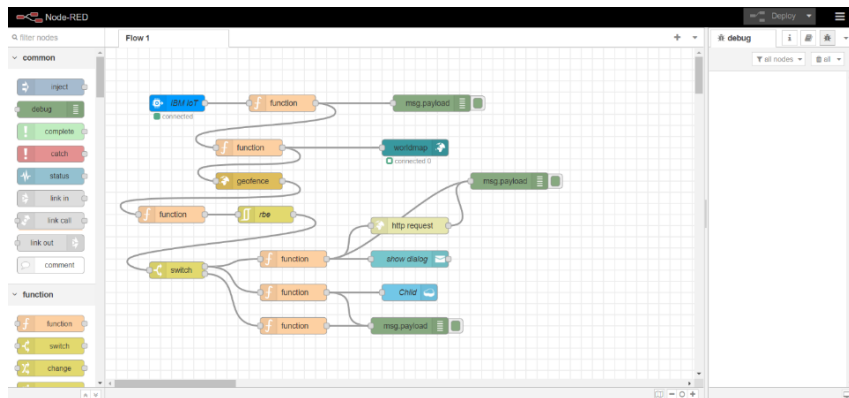 Node-RED
Deploy
filter nodes
Flow 1
debug
i
all nodes
all
common
inject
debug
complete
catch
status
link in
link call
link out
comment
function
function
switch
change
IBM IoT
connected
function
msg.payload
function
worldmap
connected 0
geofence
msg.payload
function
rbe
http request
switch
function
show dialog
function
Child
function
msg.payload